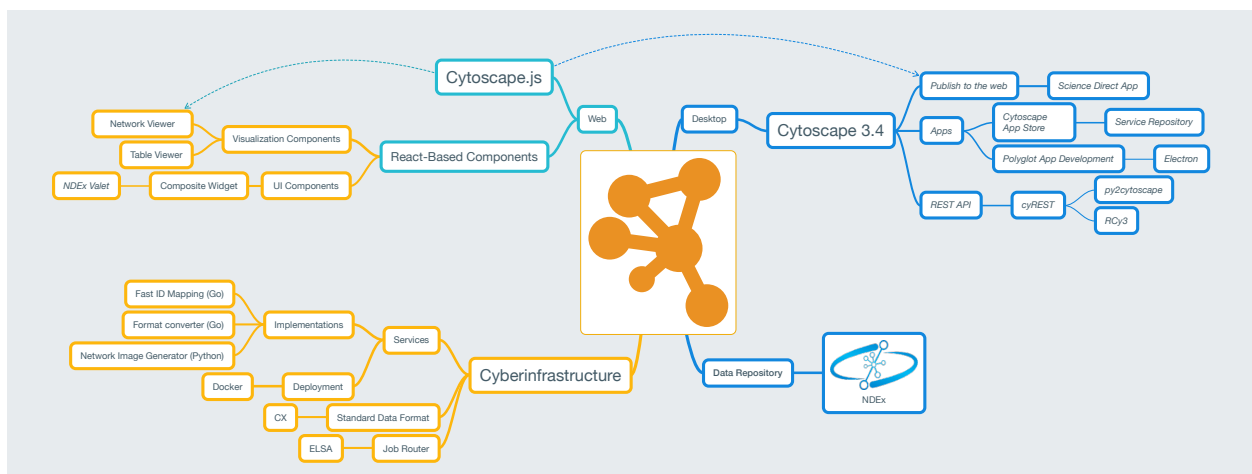 Cytoscape.js
Web
React-Based Components
Visualization Components
Network Viewer
Table Viewer
UI Components
Composite Widget
NDEx Valet
Desktop
Cytoscape 3.4
Publish to the web
Science Direct App
Apps
Cytoscape
App Store
Service Repository
Polyglot App Development
Electron
REST API
cyREST
py2cytoscape
RCy3
Cyberinfrastructure
Services
Implementations
Fast ID Mapping (Go)
Format converter (Go)
Network Image Generator (Python)
Deployment
Docker
Standard Data Format
CX
Job Router
ELSA
Data Repository
NDEx